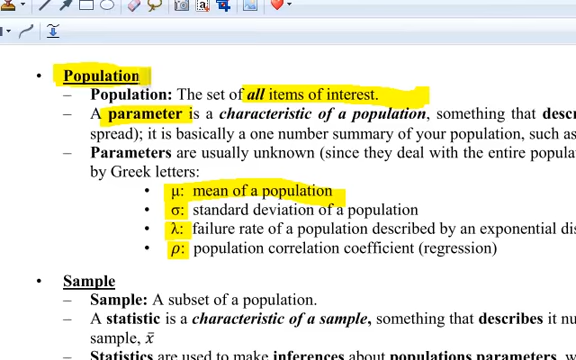 • Population
– Population: The set of all items of interest.
– A parameter is a characteristic of a population, something that descr
spread); it is basically a one number summary of your population, such as
– Parameters are usually unknown (since they deal with the entire popula
by Greek letters:
• μ: mean of a population
• σ: standard deviation of a population
• λ: failure rate of a population described by an exponential dis
• ρ: population correlation coefficient (regression)
• Sample
– Sample: A subset of a population.
– A statistic is a characteristic of a sample, something that describes it nu
sample, x̄
– Statistics are used to make inferences about populations parameters, w